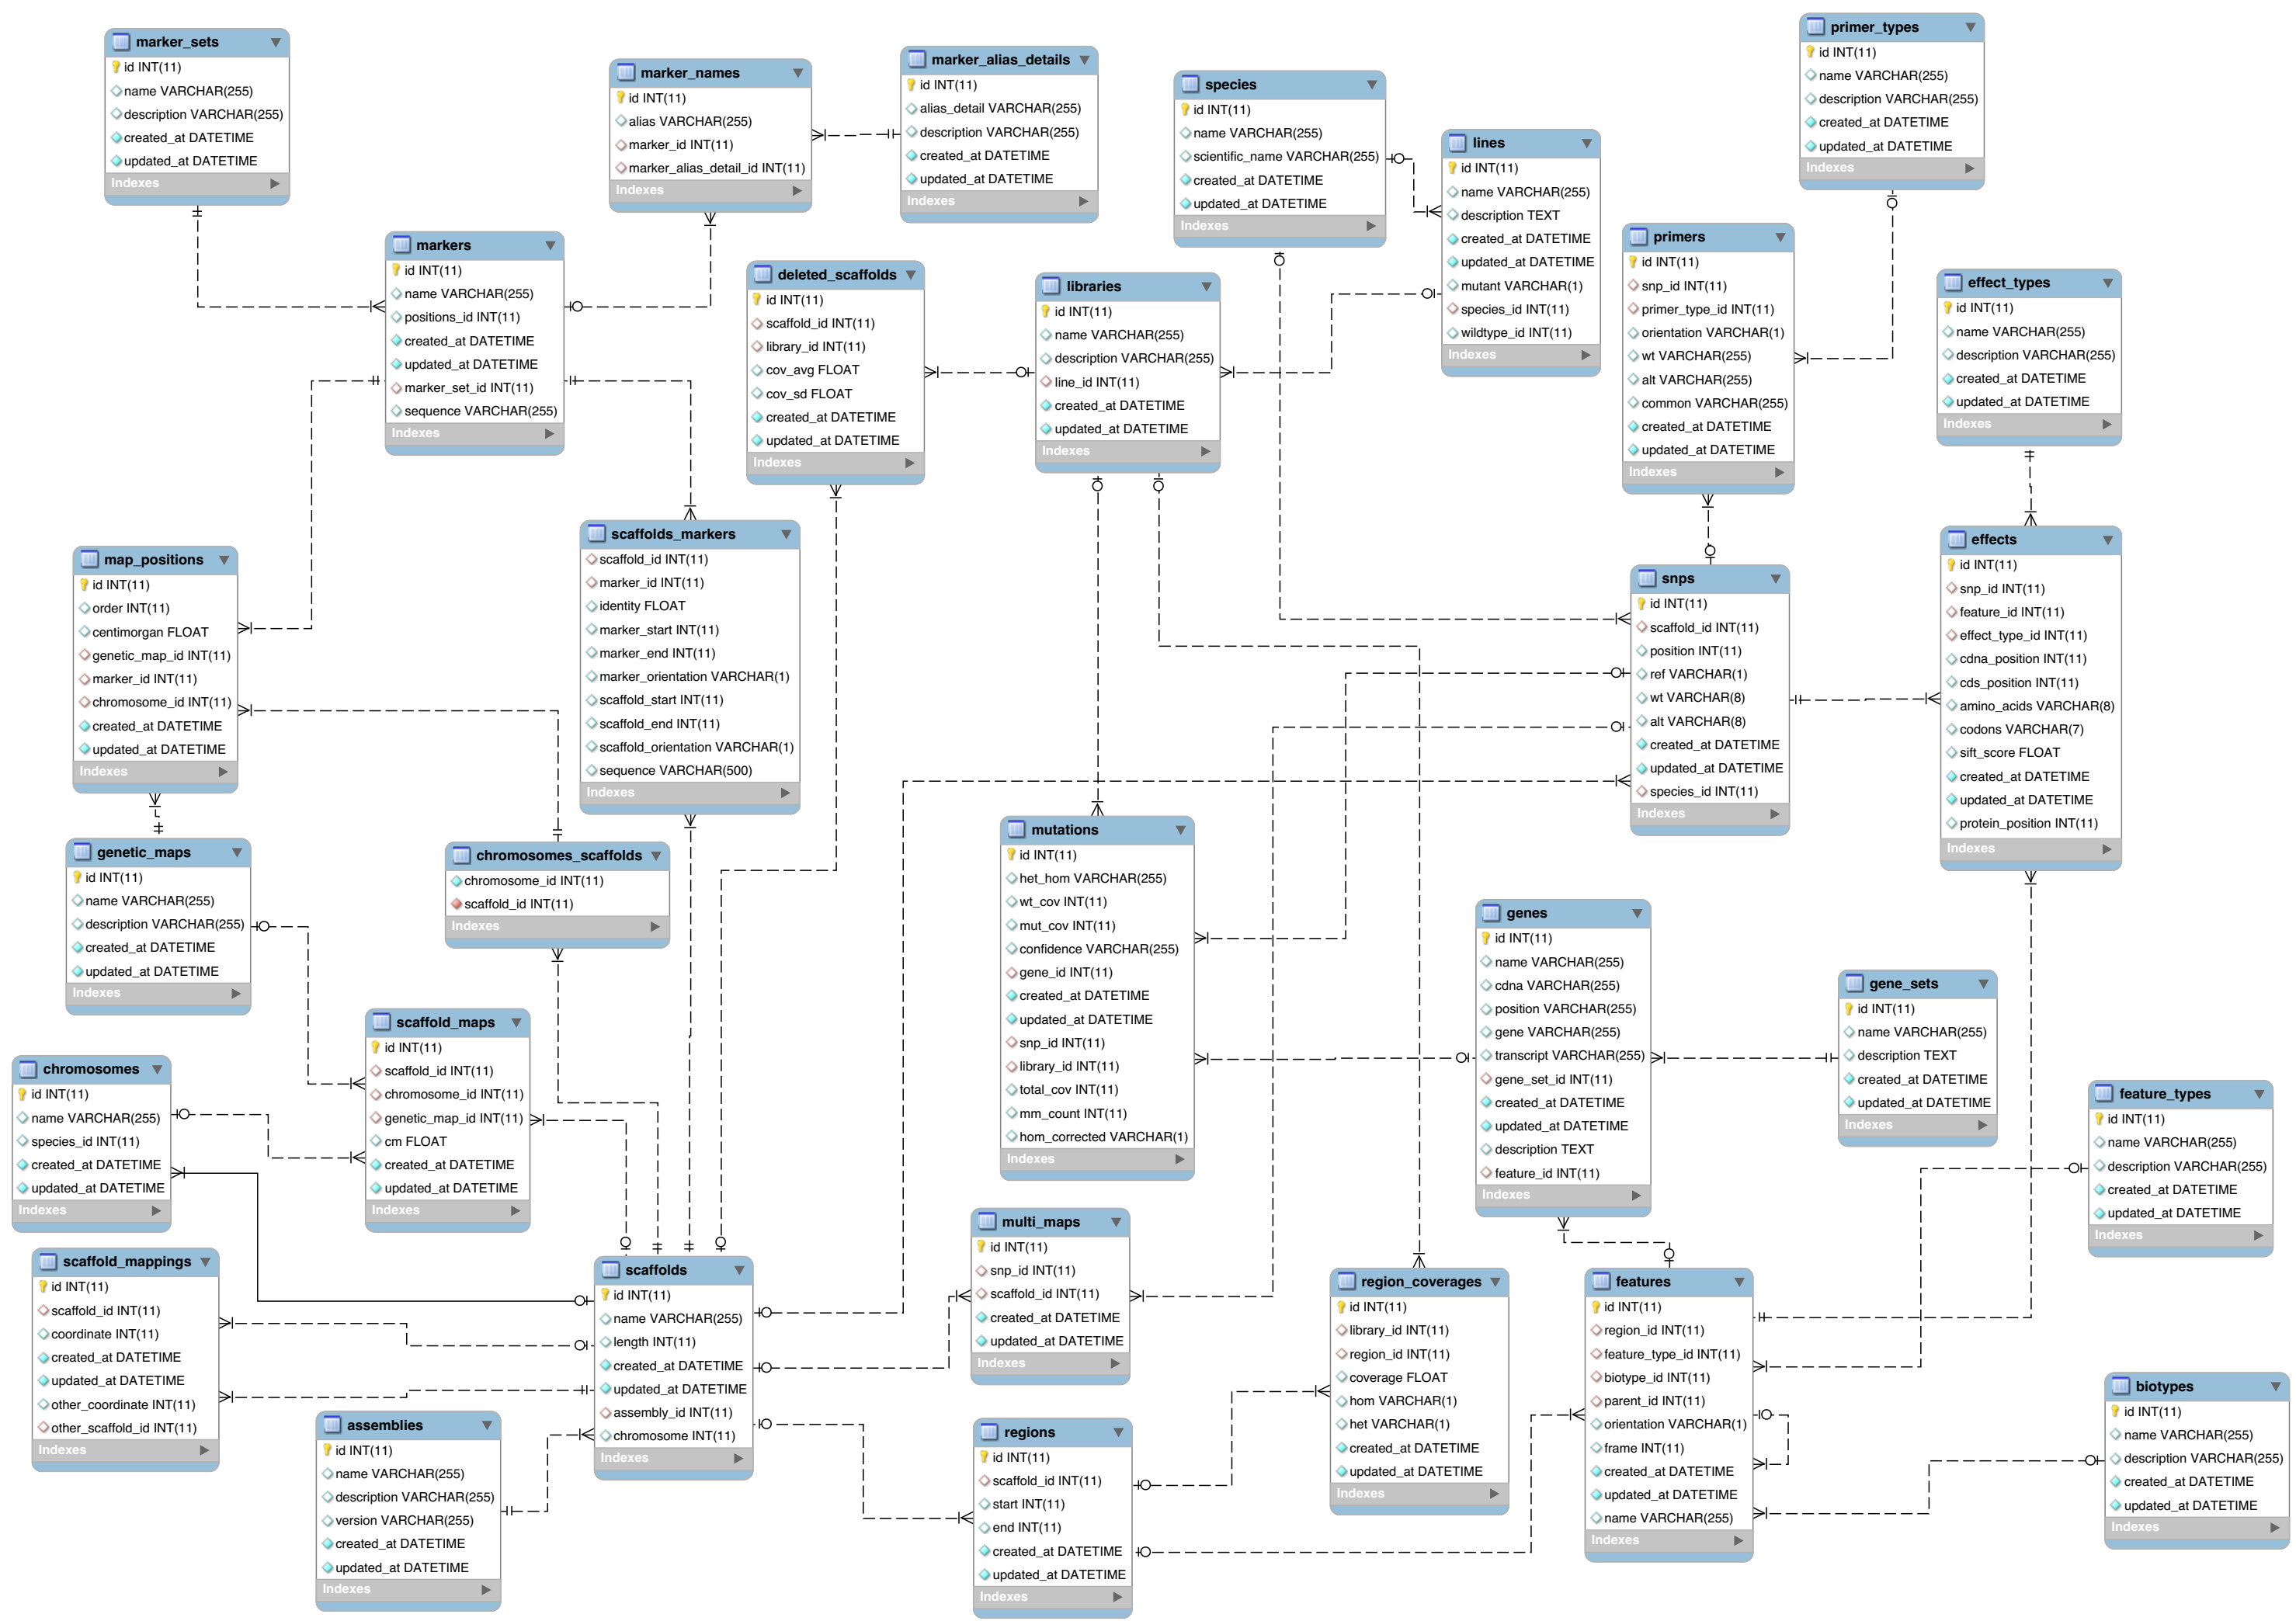 marker_sets
id INT(11)
name VARCHAR(255)
description VARCHAR(255)
created_at DATETIME
updated_at DATETIME
Indexes
marker_names
id INT(11)
alias VARCHAR(255)
marker_id INT(11)
marker_alias_detail_id INT(11)
Indexes
marker_alias_details
id INT(11)
alias_detail VARCHAR(255)
description VARCHAR(255)
created_at DATETIME
updated_at DATETIME
Indexes
species
id INT(11)
name VARCHAR(255)
scientific_name VARCHAR(255)
created_at DATETIME
updated_at DATETIME
Indexes
lines
id INT(11)
name VARCHAR(255)
description TEXT
created_at DATETIME
updated_at DATETIME
mutant VARCHAR(1)
species_id INT(11)
wildtype_id INT(11)
Indexes
primer_types
id INT(11)
name VARCHAR(255)
description VARCHAR(255)
created_at DATETIME
updated_at DATETIME
Indexes
markers
id INT(11)
name VARCHAR(255)
positions_id INT(11)
created_at DATETIME
updated_at DATETIME
marker_set_id INT(11)
sequence VARCHAR(255)
Indexes
deleted_scaffolds
id INT(11)
scaffold_id INT(11)
library_id INT(11)
cov_avg FLOAT
cov_sd FLOAT
created_at DATETIME
updated_at DATETIME
Indexes
libraries
id INT(11)
name VARCHAR(255)
description VARCHAR(255)
line_id INT(11)
created_at DATETIME
updated_at DATETIME
Indexes
primers
id INT(11)
snp_id INT(11)
primer_type_id INT(11)
orientation VARCHAR(1)
wt VARCHAR(255)
alt VARCHAR(255)
common VARCHAR(255)
created_at DATETIME
updated_at DATETIME
Indexes
effect_types
id INT(11)
name VARCHAR(255)
description VARCHAR(255)
created_at DATETIME
updated_at DATETIME
Indexes
map_positions
id INT(11)
order INT(11)
centimorgan FLOAT
genetic_map_id INT(11)
marker_id INT(11)
chromosome_id INT(11)
created_at DATETIME
updated_at DATETIME
Indexes
scaffolds_markers
scaffold_id INT(11)
marker_id INT(11)
identity FLOAT
marker_start INT(11)
marker_end INT(11)
marker_orientation VARCHAR(1)
scaffold_start INT(11)
scaffold_end INT(11)
scaffold_orientation VARCHAR(1)
sequence VARCHAR(500)
Indexes
snps
id INT(11)
scaffold_id INT(11)
position INT(11)
ref VARCHAR(1)
wt VARCHAR(8)
alt VARCHAR(8)
created_at DATETIME
updated_at DATETIME
species_id INT(11)
Indexes
effects
id INT(11)
snp_id INT(11)
feature_id INT(11)
effect_type_id INT(11)
cdna_position INT(11)
cds_position INT(11)
amino_acids VARCHAR(8)
codons VARCHAR(7)
sift_score FLOAT
created_at DATETIME
updated_at DATETIME
protein_position INT(11)
Indexes
genetic_maps
id INT(11)
name VARCHAR(255)
description VARCHAR(255)
created_at DATETIME
updated_at DATETIME
Indexes
chromosomes_scaffolds
chromosome_id INT(11)
scaffold_id INT(11)
Indexes
mutations
id INT(11)
het_hom VARCHAR(255)
wt_cov INT(11)
mut_cov INT(11)
confidence VARCHAR(255)
gene_id INT(11)
created_at DATETIME
updated_at DATETIME
snp_id INT(11)
library_id INT(11)
total_cov INT(11)
mm_count INT(11)
hom_corrected VARCHAR(1)
Indexes
genes
id INT(11)
name VARCHAR(255)
cdna VARCHAR(255)
position VARCHAR(255)
gene VARCHAR(255)
transcript VARCHAR(255)
gene_set_id INT(11)
created_at DATETIME
updated_at DATETIME
description TEXT
feature_id INT(11)
Indexes
gene_sets
id INT(11)
name VARCHAR(255)
description TEXT
created_at DATETIME
updated_at DATETIME
Indexes
scaffold_maps
id INT(11)
scaffold_id INT(11)
chromosome_id INT(11)
genetic_map_id INT(11)
cm FLOAT
created_at DATETIME
updated_at DATETIME
Indexes
chromosomes
id INT(11)
name VARCHAR(255)
species_id INT(11)
created_at DATETIME
updated_at DATETIME
Indexes
feature_types
id INT(11)
name VARCHAR(255)
description VARCHAR(255)
created_at DATETIME
updated_at DATETIME
Indexes
scaffold_mappings
id INT(11)
scaffold_id INT(11)
coordinate INT(11)
created_at DATETIME
updated_at DATETIME
other_coordinate INT(11)
other_scaffold_id INT(11)
Indexes
scaffolds
id INT(11)
name VARCHAR(255)
length INT(11)
created_at DATETIME
updated_at DATETIME
assembly_id INT(11)
chromosome INT(11)
Indexes
multi_maps
id INT(11)
snp_id INT(11)
scaffold_id INT(11)
created_at DATETIME
updated_at DATETIME
Indexes
region_coverages
id INT(11)
library_id INT(11)
region_id INT(11)
coverage FLOAT
hom VARCHAR(1)
het VARCHAR(1)
created_at DATETIME
updated_at DATETIME
Indexes
features
id INT(11)
region_id INT(11)
feature_type_id INT(11)
biotype_id INT(11)
parent_id INT(11)
orientation VARCHAR(1)
frame INT(11)
created_at DATETIME
updated_at DATETIME
name VARCHAR(255)
Indexes
biotypes
id INT(11)
name VARCHAR(255)
description VARCHAR(255)
created_at DATETIME
updated_at DATETIME
Indexes
assemblies
id INT(11)
name VARCHAR(255)
description VARCHAR(255)
version VARCHAR(255)
created_at DATETIME
updated_at DATETIME
Indexes
regions
id INT(11)
scaffold_id INT(11)
start INT(11)
end INT(11)
created_at DATETIME
updated_at DATETIME
Indexes